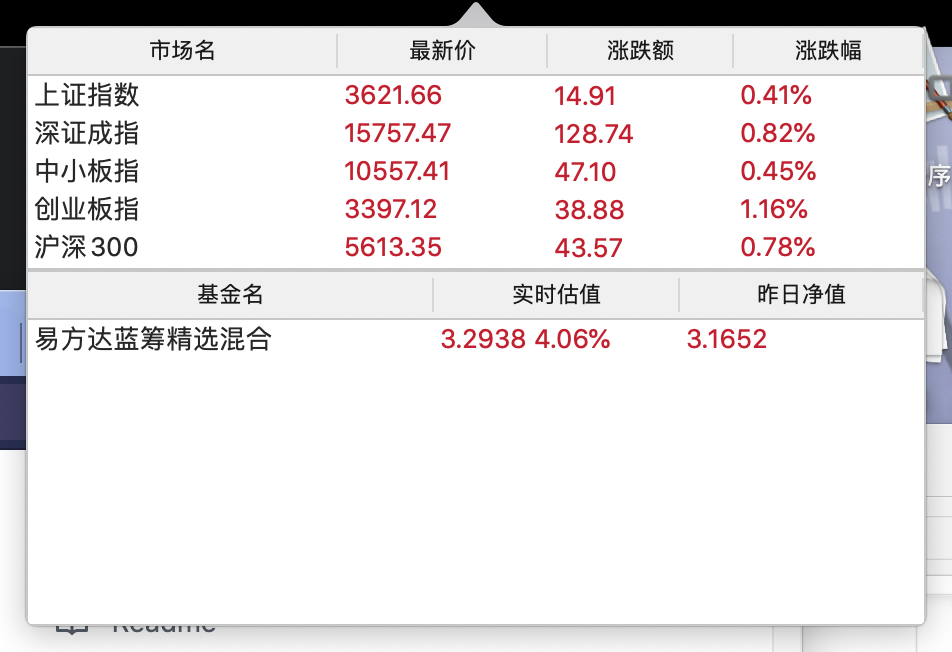 市场名 最新价 涨跌额 涨跌幅
上证指数 3621.66 14.91 0.41%
深证成指 15757.47 128.74 0.82%
中小板指 10557.41 47.10 0.45%
创业板指 3397.12 38.88 1.16%
沪深300 5613.35 43.57 0.78%
序
基金名 实时估值 昨日净值
易方达蓝筹精选混合 3.2938 4.06% 3.1652
Readme